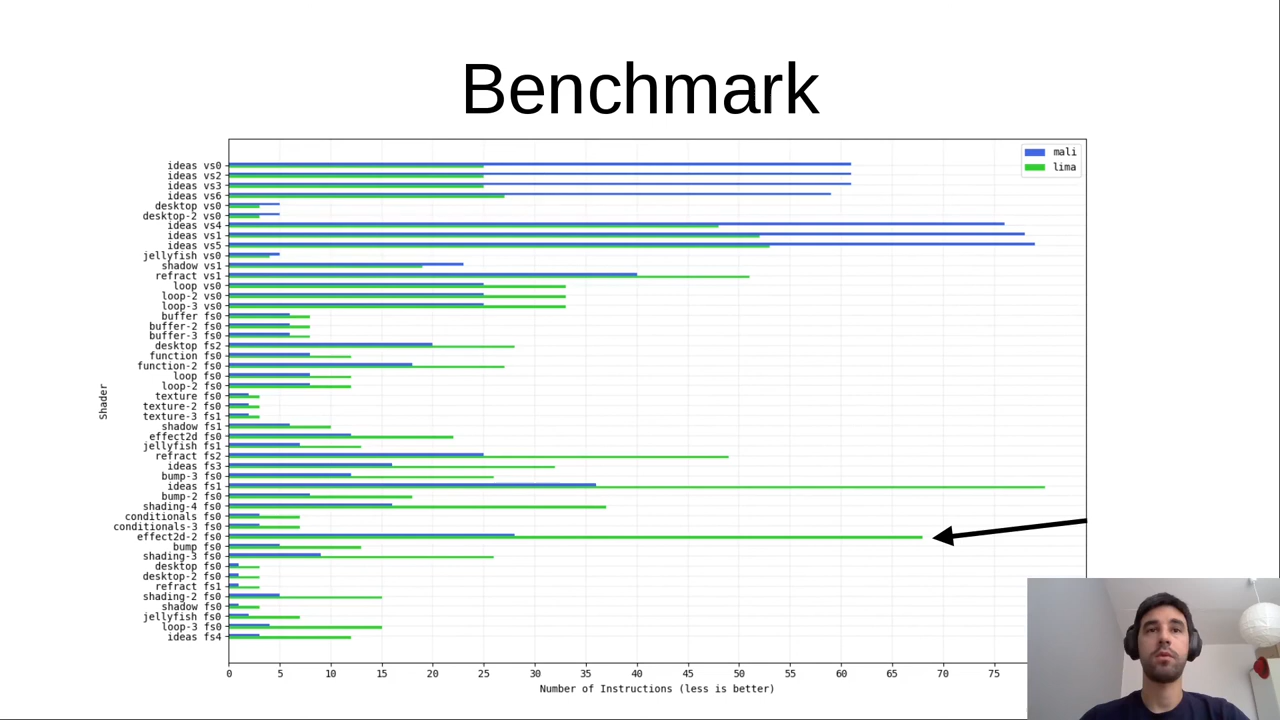 Benchmark
mali
lima
ideas vs0
ideas vs2
ideas vs3
ideas vs6
desktop vs0
desktop-2 vs0
ideas vs4
ideas vs1
ideas vs5
jellyfish vs0
shadow vs1
refract vs1
loop vs0
loop-2 vs0
loop-3 vs0
buffer fs0
buffer-2 fs0
buffer-3 fs0
desktop fs2
function fs0
function-2 fs0
loop fs0
loop-2 fs0
texture fs0
texture-2 fs0
texture-3 fs1
shadow fs1
effect2d fs0
jellyfish fs1
refract fs2
ideas fs3
bump-3 fs0
ideas fs1
bump-2 fs0
shading-4 fs0
conditionals fs0
conditionals-3 fs0
effect2d-2 fs0
bump fs0
shading-3 fs0
desktop fs0
desktop-2 fs0
refract fs1
shading-2 fs0
shadow fs0
jellyfish fs0
loop-3 fs0
ideas fs4
Shader
0 5 10 15 20 25 30 35 40 45 50 55 60 65 70 75
Number of Instructions (less is better)